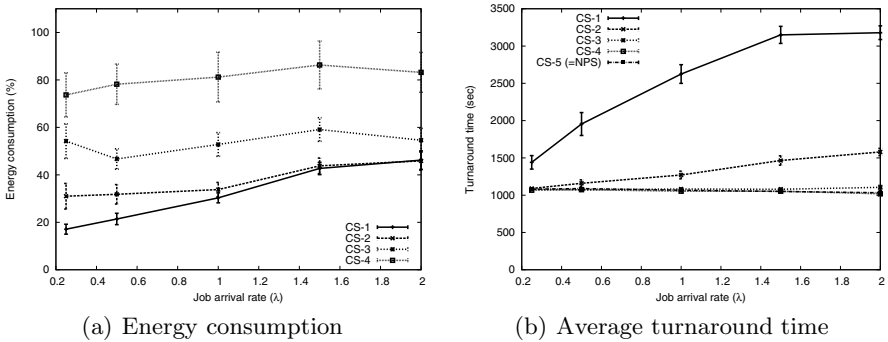 110
100
80
60
40
20
0
Energy consumption (%)
CS-1
CS-2
CS-3
CS-4
0.2 0.4 0.6 0.8 1.0 1.2 1.4 1.6 1.8 2.0
Job arrival rate (λ)
(a) Energy consumption
3500
3000
2500
2000
1500
1000
500
0
Turnaround time (sec)
CS-1
CS-2
CS-3
CS-4
CS-5 (=NPS)
0.2 0.4 0.6 0.8 1.0 1.2 1.4 1.6 1.8 2
Job arrival rate (λ)
(b) Average turnaround time